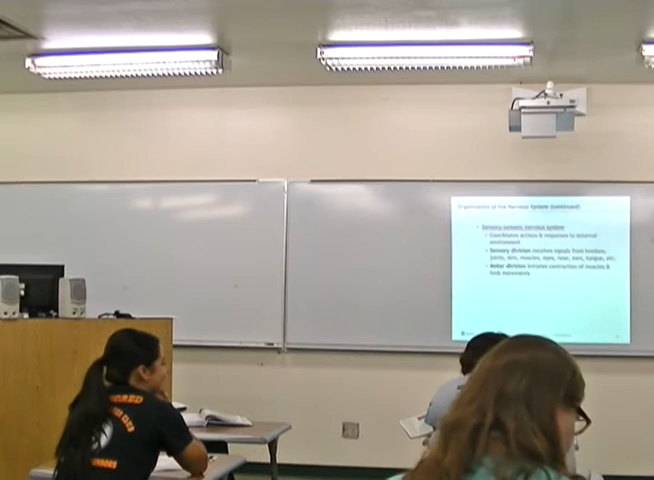 Organization of the Nervous System (continued)
Sensory-somatic nervous system
Coordinates actions & responses to external
environment
Sensory division receives signals from tendons,
joints, skin, muscles, eyes, nose, ears, tongue, etc.
Motor division initiates contraction of muscles &
limb movements